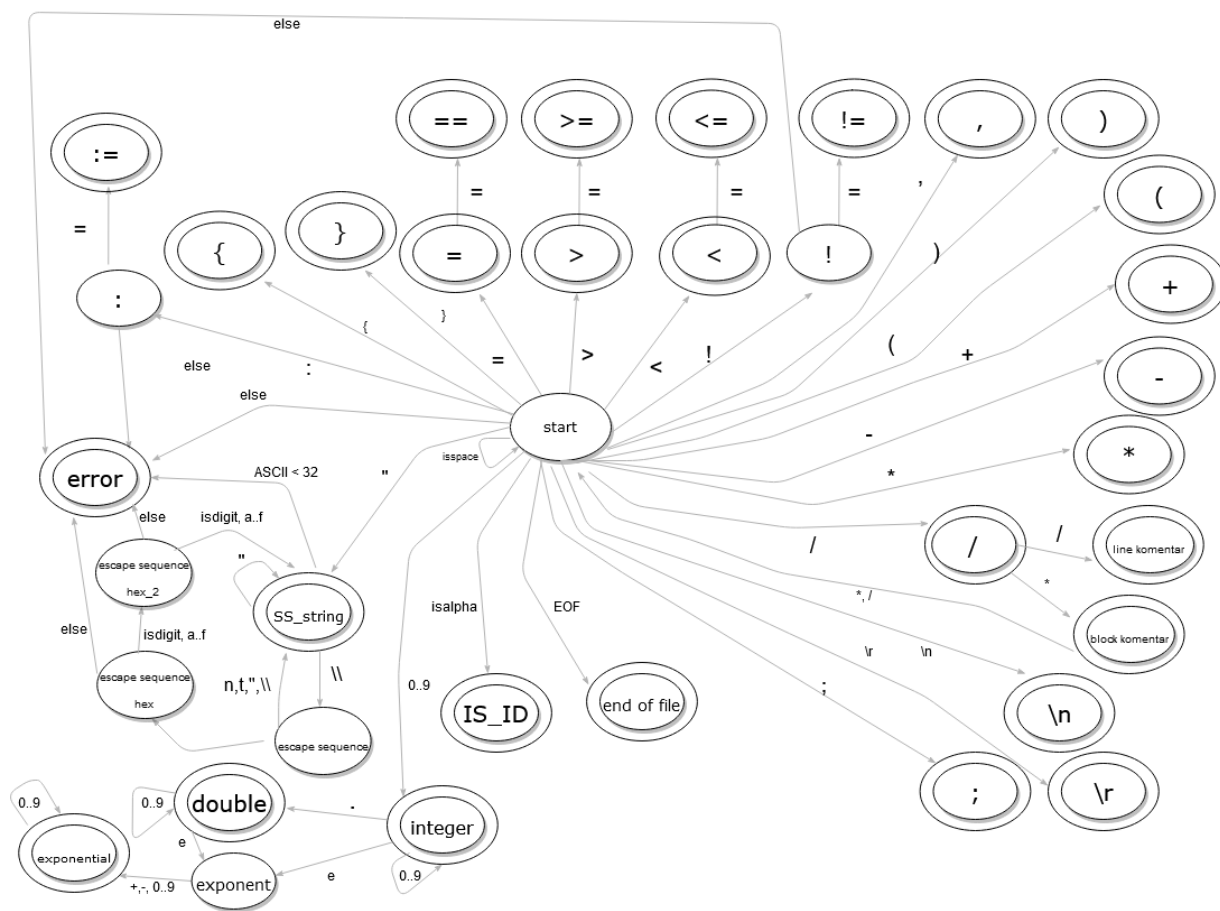 else
==
>=
<=
!=
,
)
:=
=
=
=
=
=
,
(
{
}
=
>
<
!
)
+
:
{
}
(
+
-
else
:
=
>
<
!
else
start
-
isspace
"
*
*
error
ASCII < 32
else
isdigit, a..f
/
/
/
line komentar
escape sequence
hex_2
"
*
SS_string
isalpha
EOF
*, /
else
isdigit, a..f
block komentar
\r
\n
escape sequence
hex
n,t,",\\
\\
0..9
;
IS_ID
end of file
\n
escape sequence
0..9
0..9
double
.
integer
;
\r
exponential
e
+,-, 0..9
exponent
e
0..9